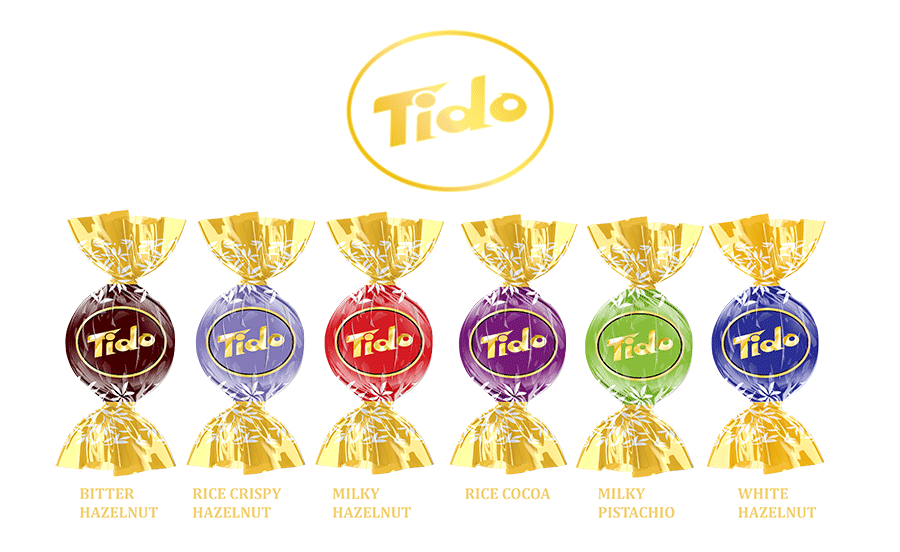 Tido
Tido Tido Tido Tido Tido Tido
BITTER HAZELNUT
RICE CRISPY HAZELNUT
MILKY HAZELNUT
RICE COCOA
MILKY PISTACHIO
WHITE HAZELNUT